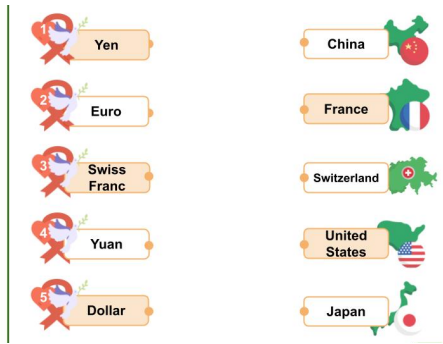 1
Yen
China
2
Euro
France
3
Swiss
Franc
Switzerland
4
Yuan
United
States
5
Dollar
Japan